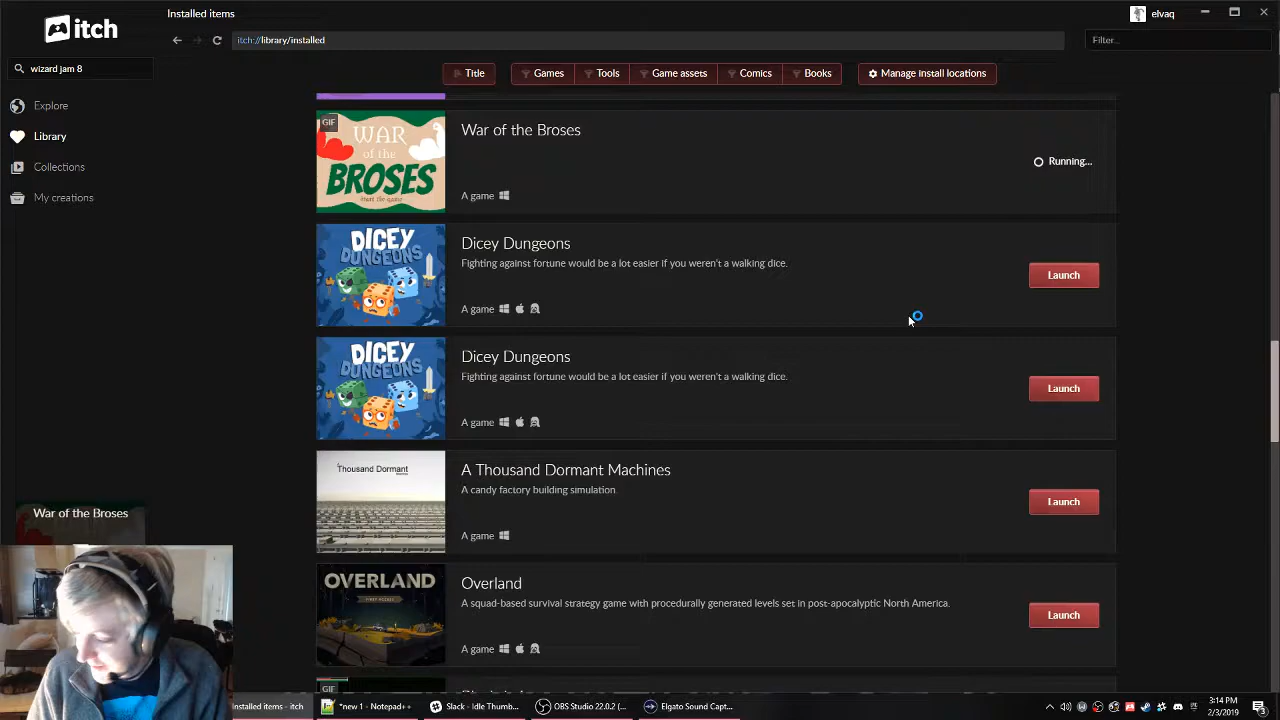 Installed items
elvaq
itch
itch://library/installed
Filter...
wizard jam 8
Title
Games
Tools
Game assets
Comics
Books
Manage install locations
Explore
Library
Collections
My creations
GIF
WAR
of the
BROSES
War of the Broses
Running...
A game
DICEY
DUNGEONS
Dicey Dungeons
Fighting against fortune would be a lot easier if you weren't a walking dice.
Launch
A game
DICEY
DUNGEONS
Dicey Dungeons
Fighting against fortune would be a lot easier if you weren't a walking dice.
Launch
A game
Thousand Dormant
A Thousand Dormant Machines
A candy factory building simulation
Launch
A game
War of the Broses
OVERLAND
FIRST ACCESS
Overland
A squad-based survival strategy game with procedurally generated levels set in post-apocalyptic North America.
Launch
A game
GIF
Installed items - itch
*new 1 - Notepad++
Slack - Idle Thumb...
OBS Studio 22.0.2 (...
Elgato Sound Capt...
3:14 PM
2/3/2019